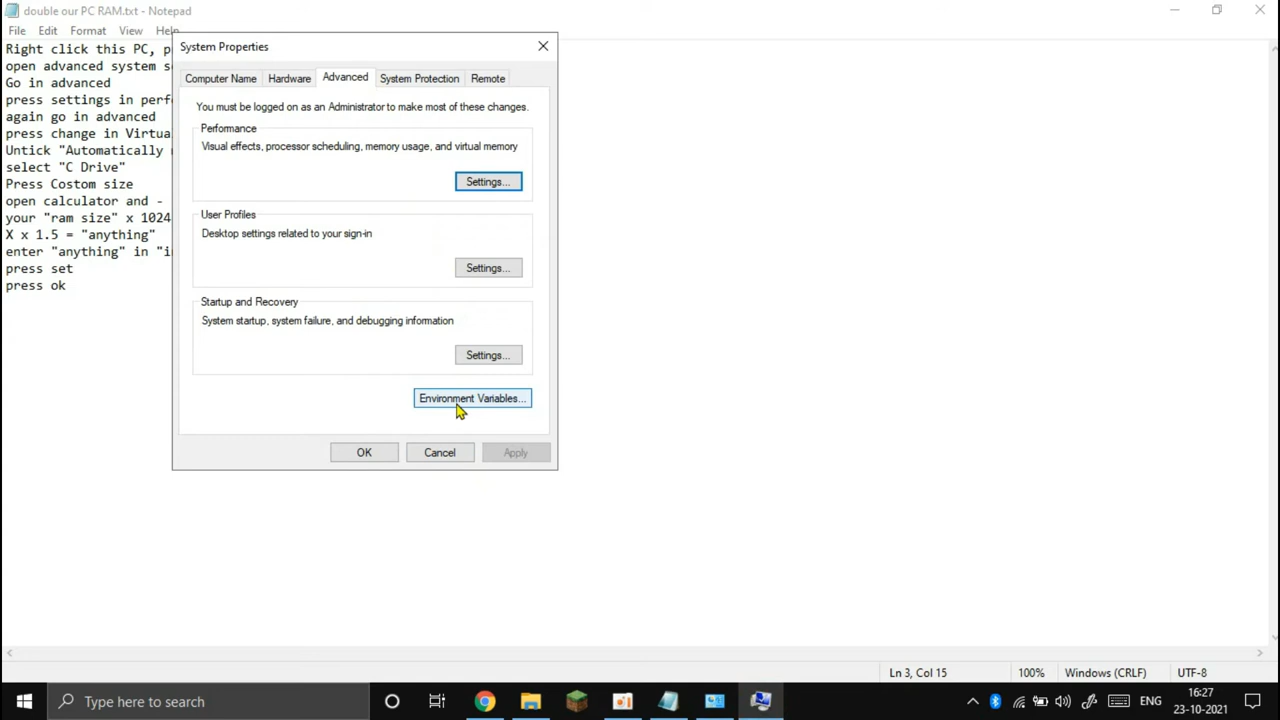 double our PC RAM.txt - Notepad
File Edit Format View Help
Right click this PC, p
open advanced system s
Go in advanced
press settings in perf
again go in advanced
press change in Virtua
Untick "Automatically
select "C Drive"
Press Costom size
open calculator and -
your "ram size" x 1024
X x 1.5 = "anything"
enter "anything" in "i
press set
press ok
System Properties
Computer Name Hardware Advanced System Protection Remote
You must be logged on as an Administrator to make most of these changes.
Performance
Visual effects, processor scheduling, memory usage, and virtual memory
Settings...
User Profiles
Desktop settings related to your sign-in
Settings...
Startup and Recovery
System startup, system failure, and debugging information
Settings...
Environment Variables...
OK Cancel Apply
Ln 3, Col 15 100% Windows (CRLF) UTF-8
Type here to search
ENG
16:27
23-10-2021